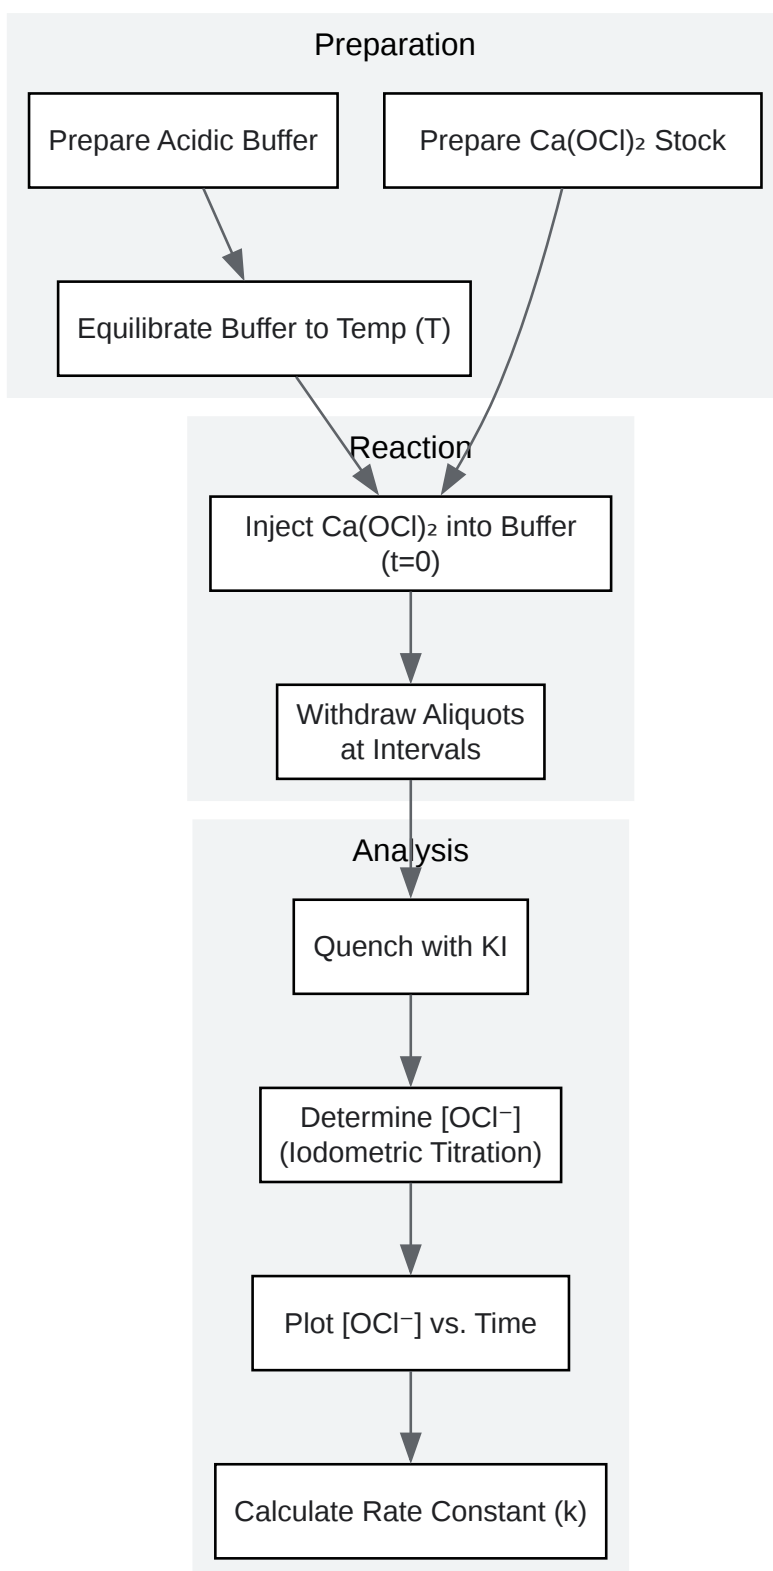 Preparation
Prepare Acidic Buffer
Prepare Ca(OCl)₂ Stock
Equilibrate Buffer to Temp (T)
Reaction
Inject Ca(OCl)₂ into Buffer
(t=0)
Withdraw Aliquots
at Intervals
Analysis
Quench with KI
Determine [OCl⁻]
(Iodometric Titration)
Plot [OCl⁻] vs. Time
Calculate Rate Constant (k)